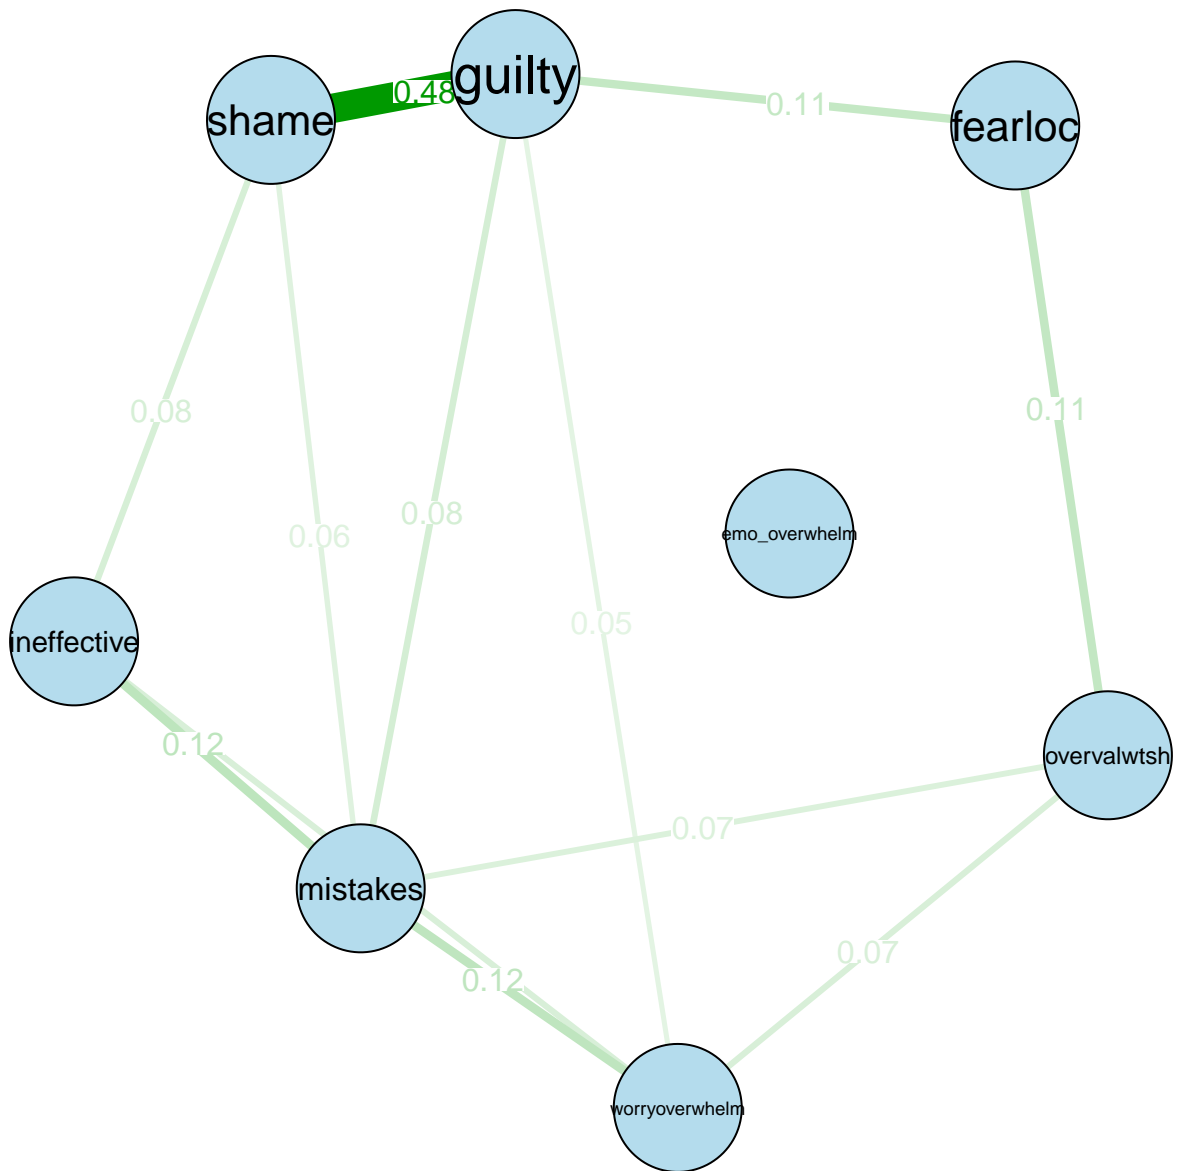 guilty
shame
0.48
0.11
fearloc
0.08
0.11
0.08
0.06
emo_overwhelm
0.05
ineffective
0.12
overvalwtsh
0.07
mistakes
0.07
0.12
worryoverwhelm